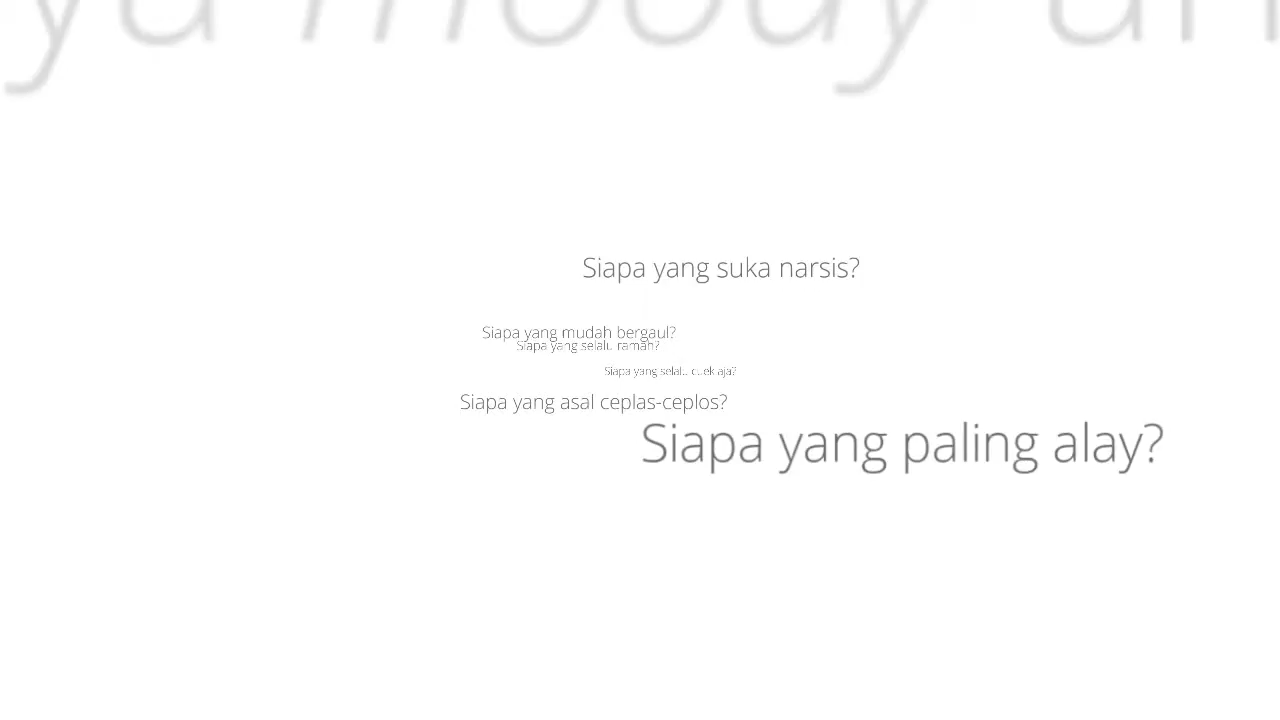 moody
Siapa yang suka narsis?
Siapa yang mudah bergaul?
Siapa yang selalu ramah?
Siapa yang selalu cuek aja?
Siapa yang asal ceplas-ceplos?
Siapa yang paling alay?